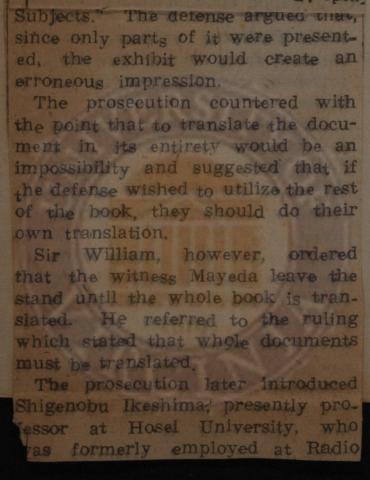 Subjects." The defense argued that,
since only parts of it were present-
ed, the exhibit would create an
erroneous impression.
The prosecution countered with
the point that to translate the docu-
ment in its entirety would be an
impossibility and suggested that if
the defense wished to utilize the rest
of the book, they should do their
own translation.
Sir William, however, ordered
that the witness Mayeda leave the
stand until the whole book is tran-
slated. He referred to the ruling
which stated that whole documents
must be translated.
The prosecution later introduced
Shigenobu Ikeshima, presently pro-
fessor at Hosei University, who
was formerly employed at Radio